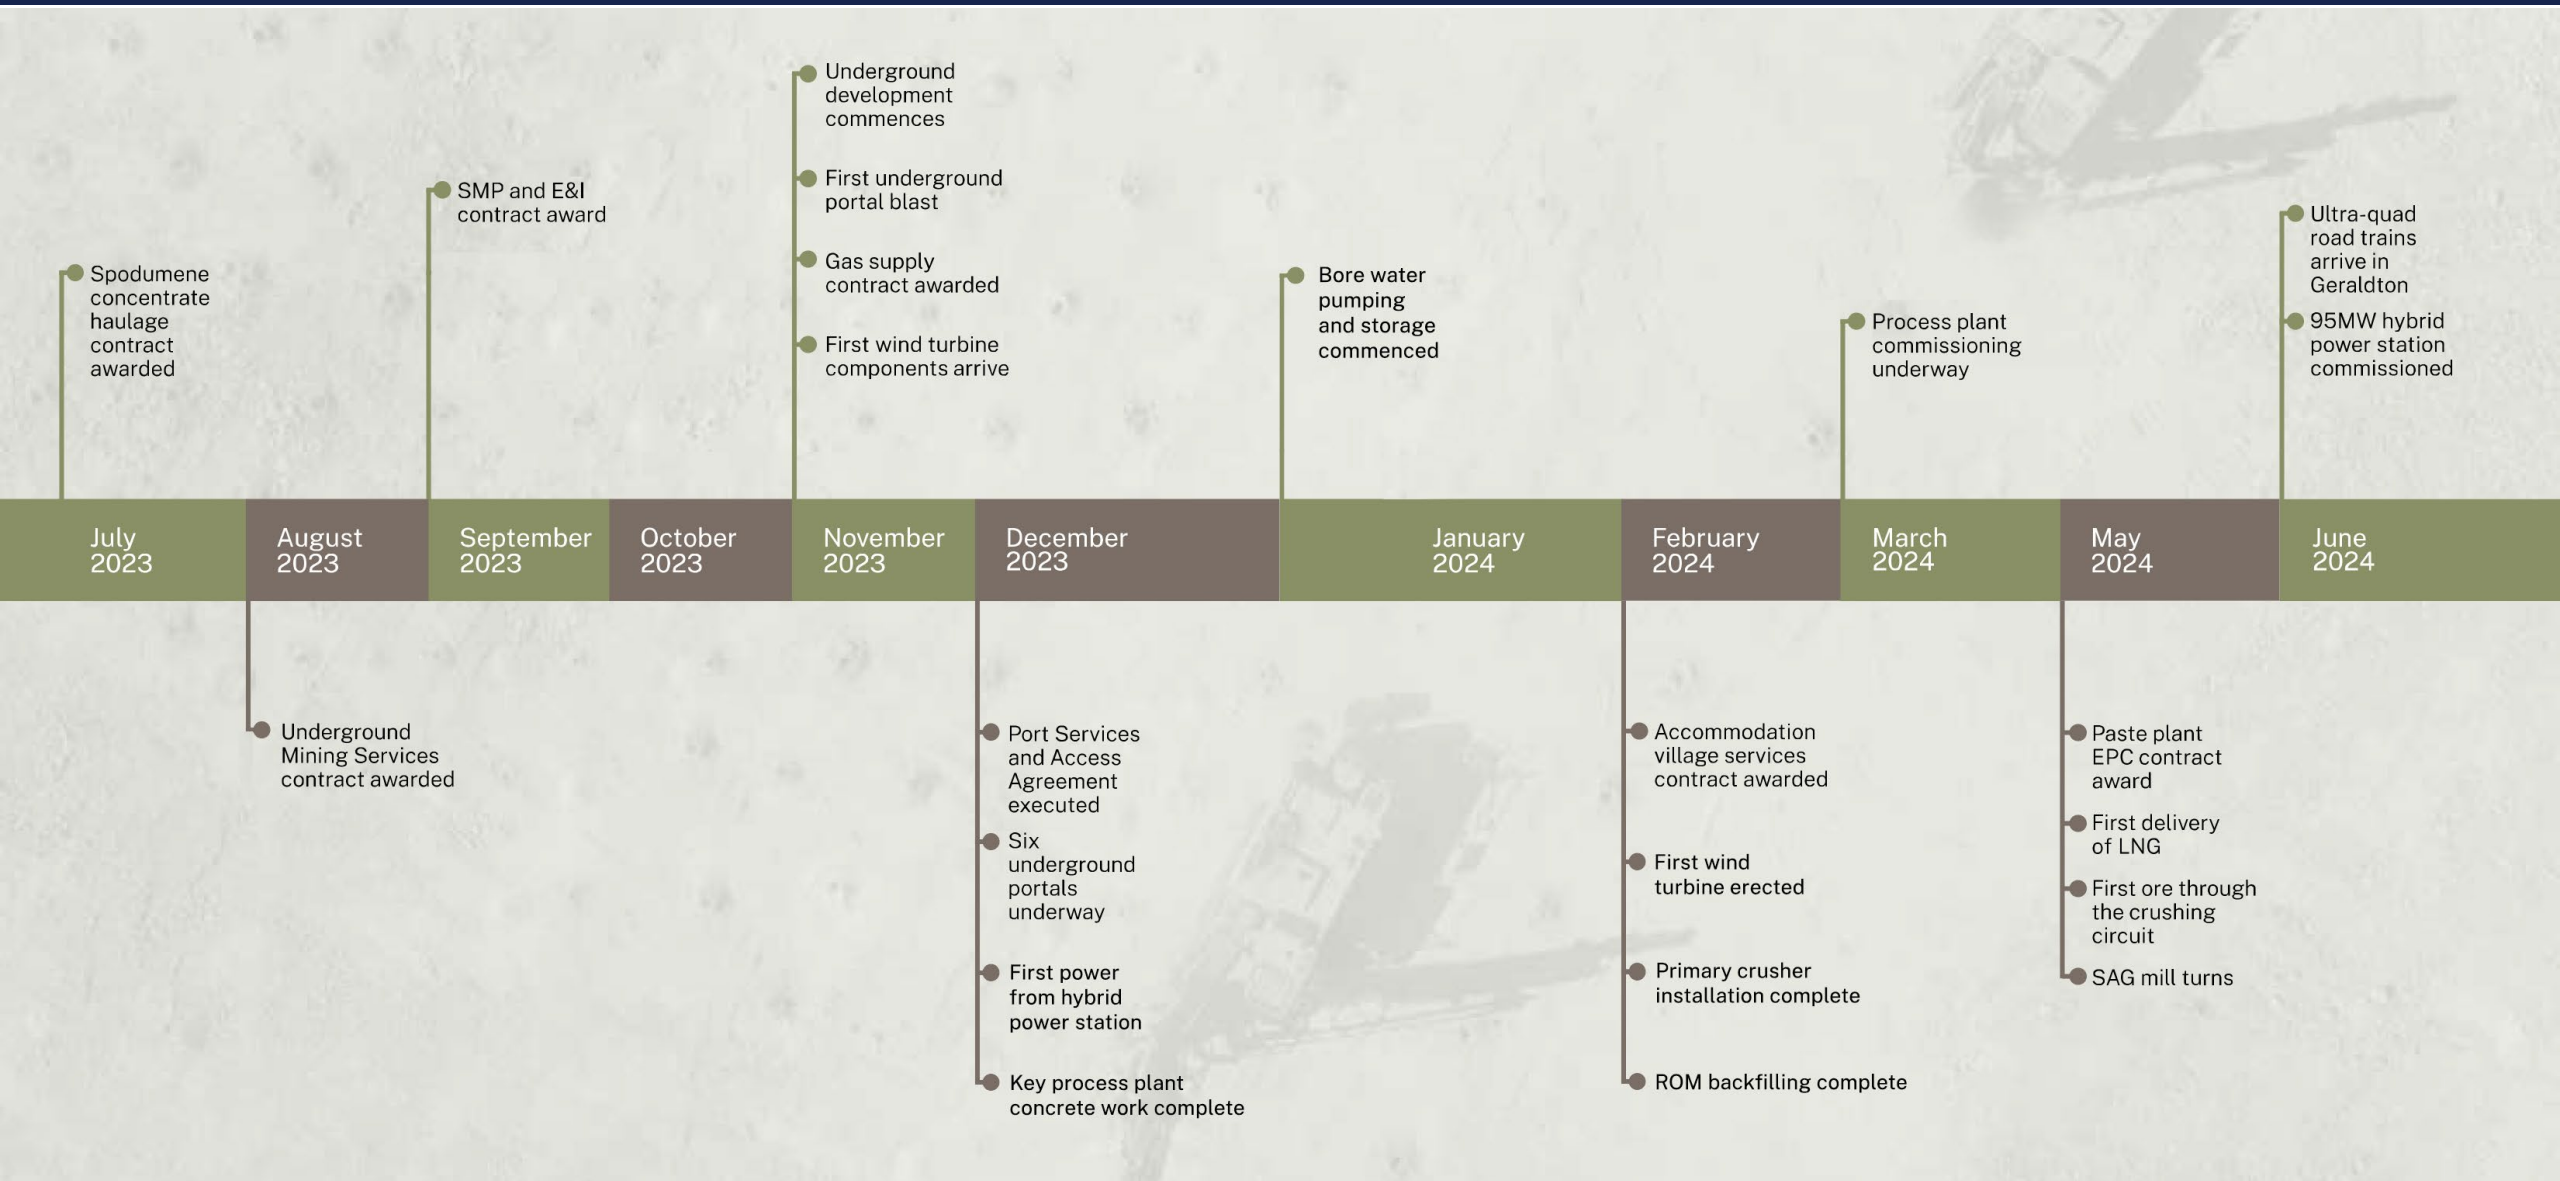 Underground
development
commences
First underground
portal blast
Gas supply
contract awarded
First wind turbine
components arrive
SMP and E&I
contract award
Spodumene
concentrate
haulage
contract
awarded
Bore water
pumping
and storage
commenced
Process plant
commissioning
underway
Ultra-quad
road trains
arrive in
Geraldton
95MW hybrid
power station
commissioned
July
2023
August
2023
September
2023
October
2023
November
2023
December
2023
January
2024
February
2024
March
2024
May
2024
June
2024
Underground
Mining Services
contract awarded
Port Services
and Access
Agreement
executed
Six
underground
portals
underway
First power
from hybrid
power station
Key process plant
concrete work complete
Accommodation
village services
contract awarded
First wind
turbine erected
Primary crusher
installation complete
ROM backfilling complete
Paste plant
EPC contract
award
First delivery
of LNG
First ore through
the crushing
circuit
SAG mill turns